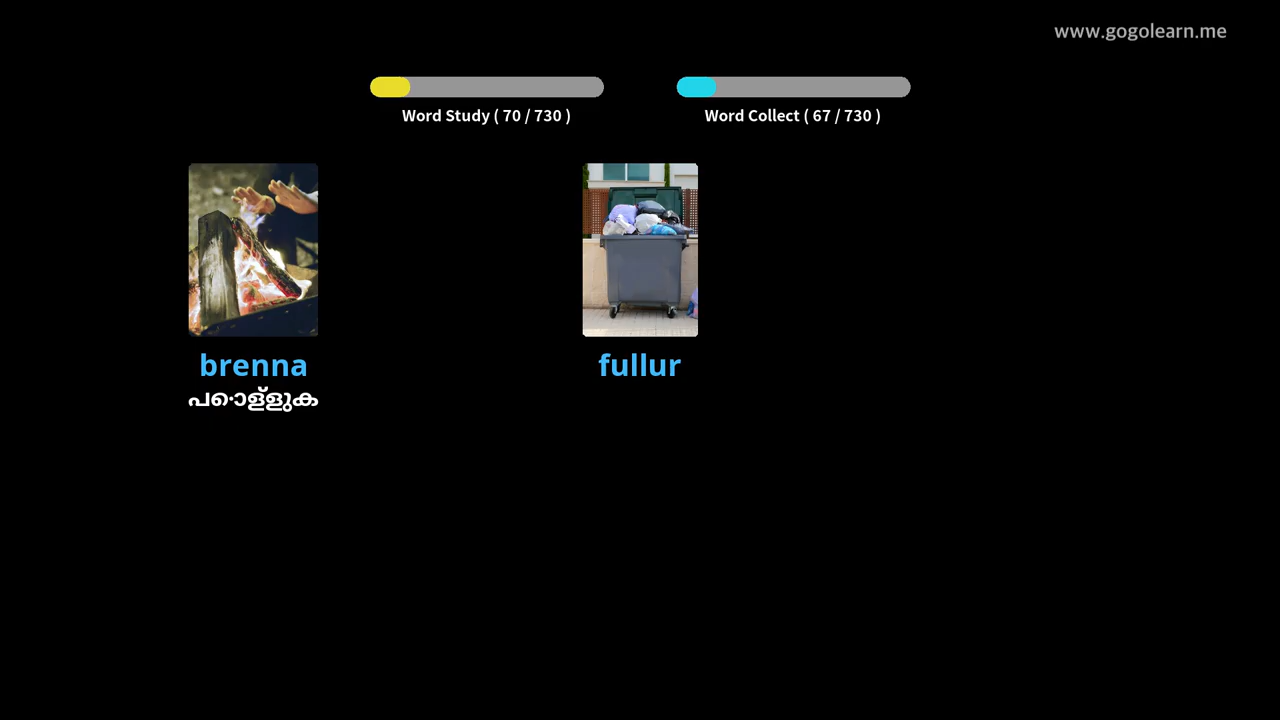 www.gogolearn.me
Word Study ( 70 / 730 )
Word Collect ( 67 / 730 )
brenna
fullur
പൊള്ളുക